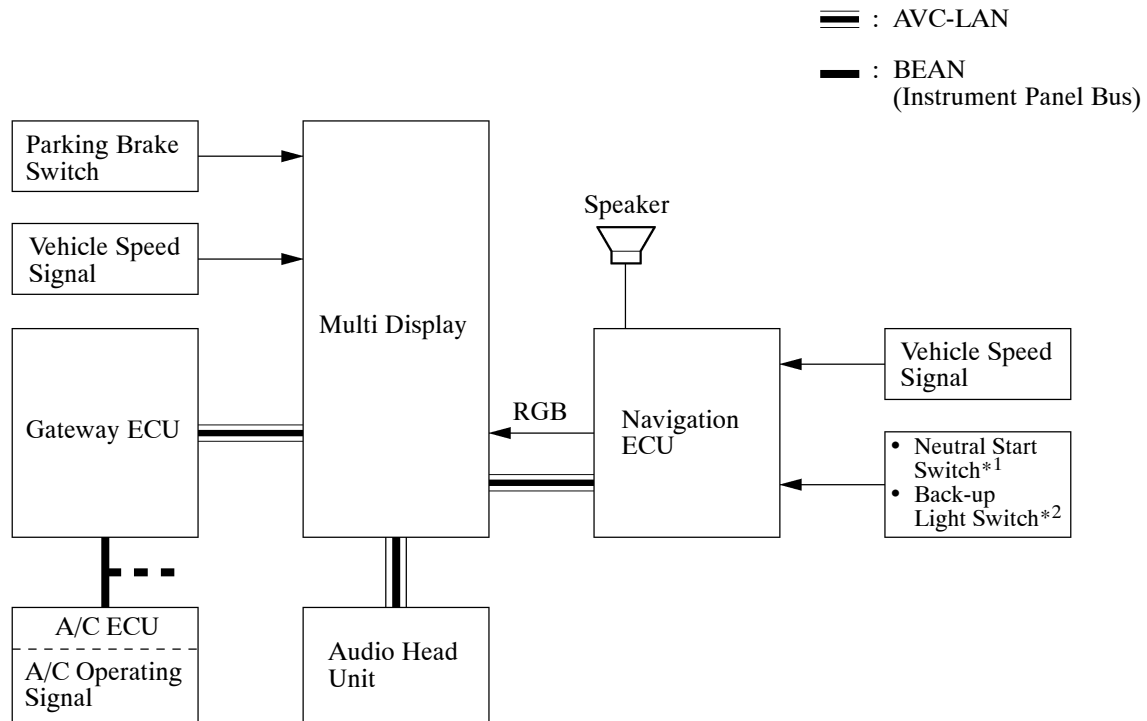 : AVC-LAN
: BEAN
(Instrument Panel Bus)
Parking Brake
Switch
Vehicle Speed
Signal
Gateway ECU
A/C ECU
A/C Operating
Signal
Multi Display
Audio Head
Unit
Speaker
RGB
Navigation
ECU
Vehicle Speed
Signal
• Neutral Start
Switch*1
• Back-up
Light Switch*2